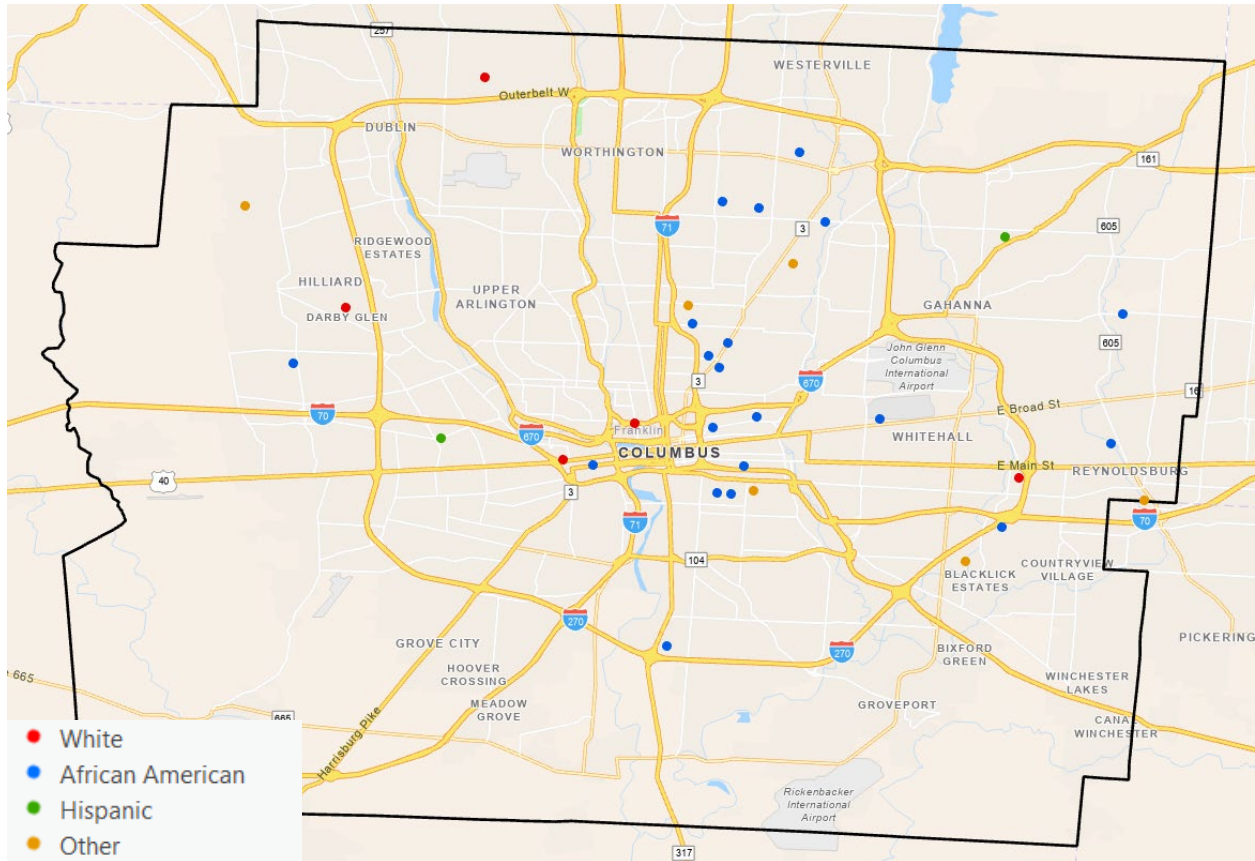 257
WESTERVILLE
Outerbelt W
DUBLIN
WORTHINGTON
161
71
3
605
RIDGEWOOD
ESTATES
HILLIARD
DARBY GLEN
UPPER
ARLINGTON
GAHANNA
John Glenn
Columbus
International
Airport
605
3
670
16
70
E Broad St
Franklin
670
WHITEHALL
COLUMBUS
E Main St
REYNOLDSBURG
40
3
71
70
104
BLACKLICK
ESTATES
COUNTRYVIEW
VILLAGE
270
GROVE CITY
HOOVER
CROSSING
MEADOW
GROVE
270
BIXFORD
GREEN
PICKERING
665
WINCHESTER
LAKES
GROVEPORT
CANAL
WINCHESTER
665
Harrisburg Pike
Rickenbacker
International
Airport
317
White
African American
Hispanic
Other